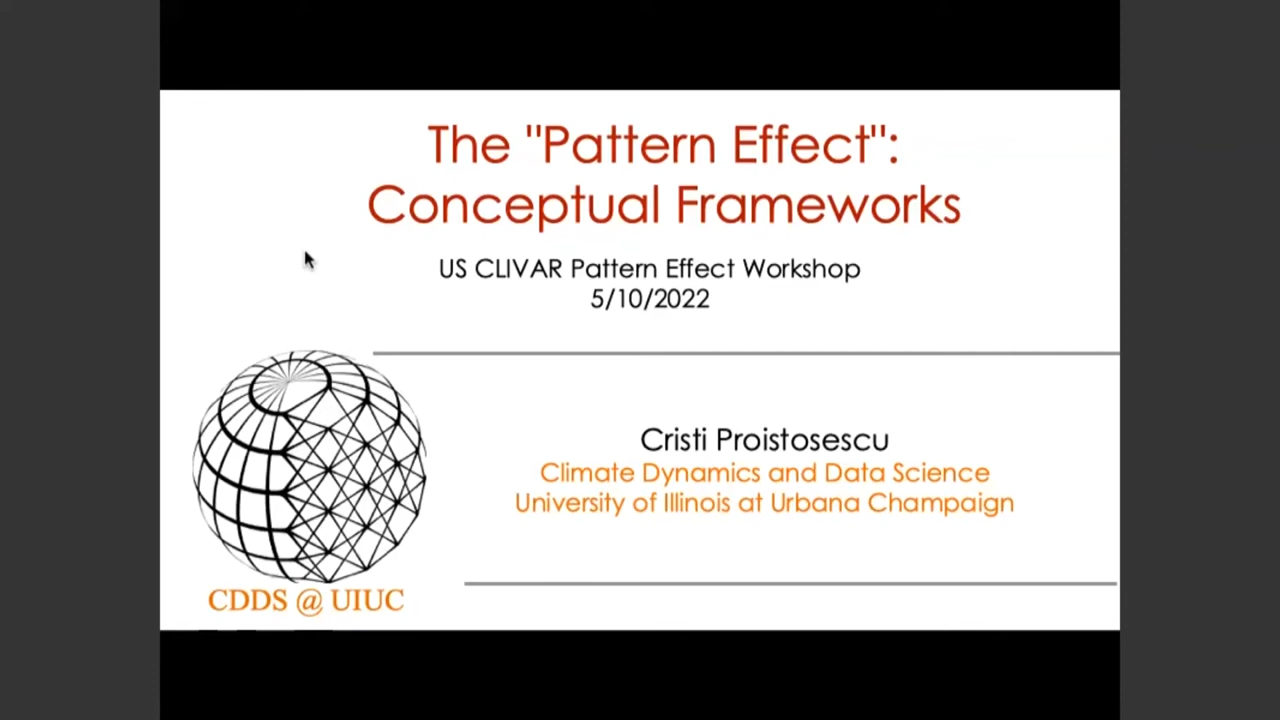 The "Pattern Effect":
Conceptual Frameworks
US CLIVAR Pattern Effect Workshop
5/10/2022
Cristi Proistosescu
Climate Dynamics and Data Science
University of Illinois at Urbana Champaign
CDDS @ UIUC